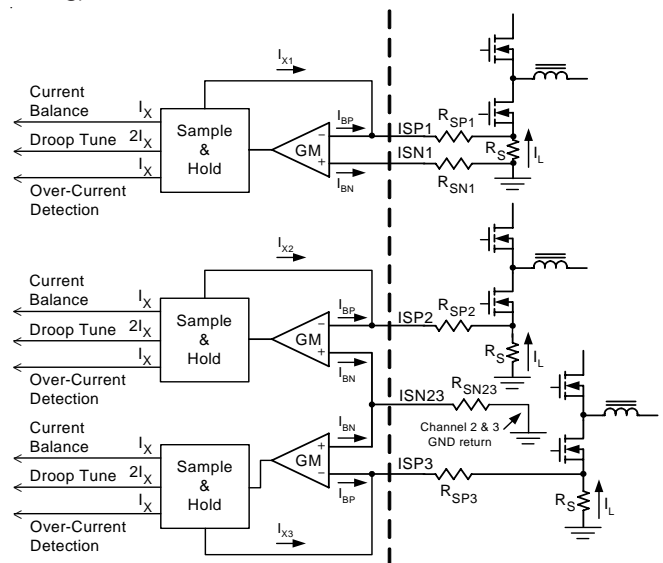 I_X1
Current
Balance
I_X
Droop Tune
2I_X
I_X
Over-Current
Detection
Sample
&
Hold
GM
−
+
I_BP
I_BN
ISP1
ISN1
R_SP1
R_SN1
R_S
I_L
I_X2
Current
Balance
I_X
Droop Tune
2I_X
I_X
Over-Current
Detection
Sample
&
Hold
GM
−
+
I_BP
I_BN
ISP2
R_SP2
R_S
I_L
ISN23
R_SN23
Channel 2 & 3
GND return
Current
Balance
I_X
Droop Tune
2I_X
I_X
Over-Current
Detection
Sample
&
Hold
GM
+
−
I_BN
I_BP
ISP3
R_SP3
R_S
I_L
I_X3